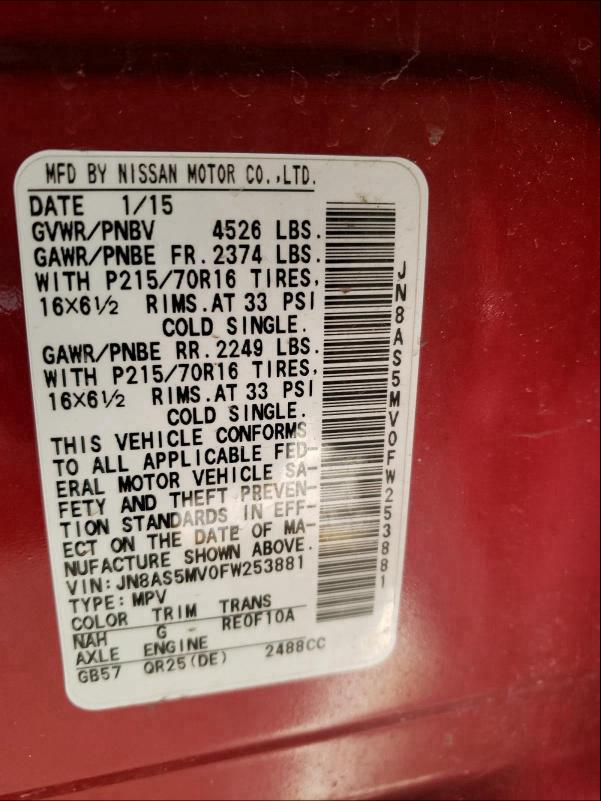 MFD BY NISSAN MOTOR CO.,LTD.
DATE 1/15
GVWR/PNBV 4526 LBS.
GAWR/PNBE FR.2374 LBS.
WITH P215/70R16 TIRES,
16X6½ RIMS.AT 33 PSI
COLD SINGLE.
GAWR/PNBE RR.2249 LBS.
WITH P215/70R16 TIRES,
16X6½ RIMS.AT 33 PSI
COLD SINGLE.
THIS VEHICLE CONFORMS
TO ALL APPLICABLE FED-
ERAL MOTOR VEHICLE SA-
FETY AND THEFT PREVEN-
TION STANDARDS IN EFF-
ECT ON THE DATE OF MA-
NUFACTURE SHOWN ABOVE.
VIN:JN8AS5MV0FW253881
TYPE:MPV
COLOR TRIM TRANS
NAH G RE0F10A
AXLE ENGINE
GB57 QR25(DE) 2488CC
JN8AS5MV0FW253881